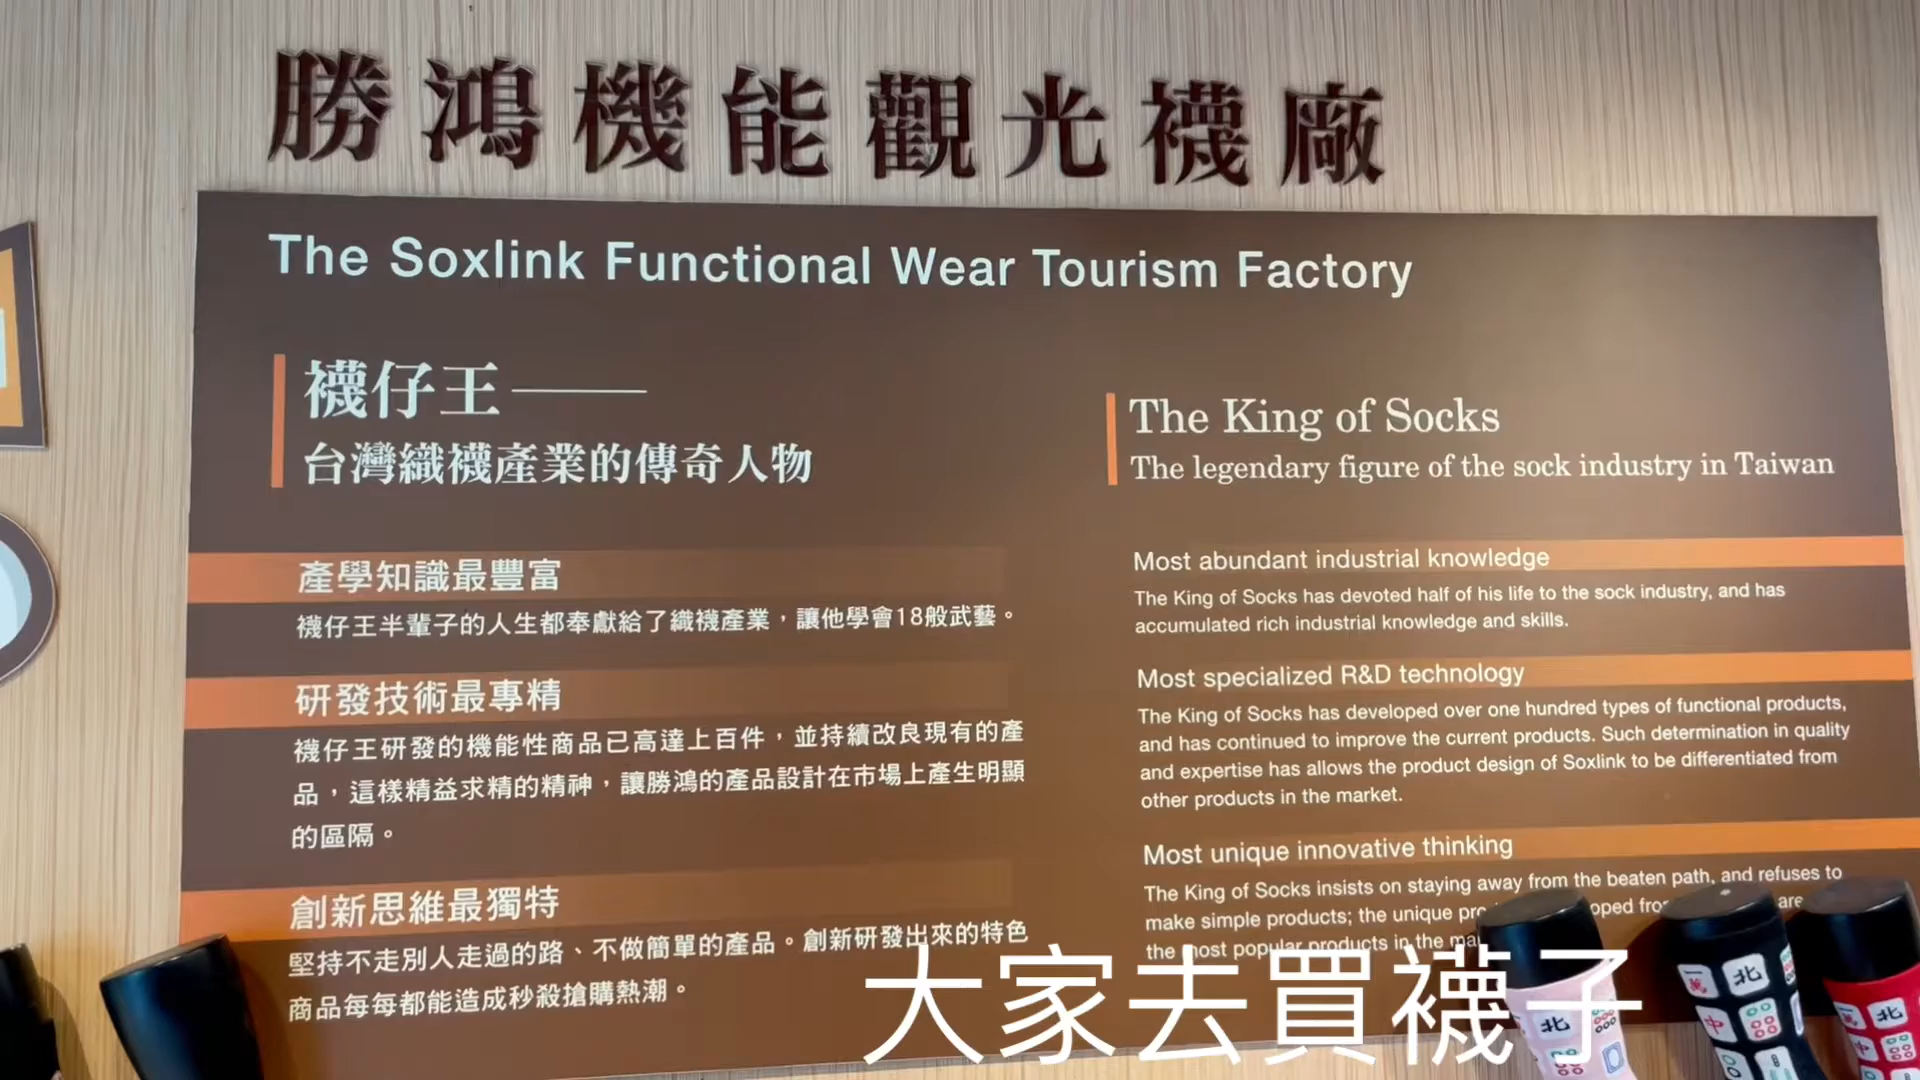 勝鴻機能觀光襪廠
The Soxlink Functional Wear Tourism Factory
襪仔王——
台灣織襪產業的傳奇人物
產學知識最豐富
襪仔王半輩子的人生都奉獻給了織襪產業，讓他學會18般武藝。
研發技術最專精
襪仔王研發的機能性商品已高達上百件，並持續改良現有的產
品，這樣精益求精的精神，讓勝鴻的產品設計在市場上產生明顯
的區隔。
創新思維最獨特
堅持不走別人走過的路、不做簡單的產品。創新研發出來的特色
商品每每都能造成秒殺搶購熱潮。
The King of Socks
The legendary figure of the sock industry in Taiwan
Most abundant industrial knowledge
The King of Socks has devoted half of his life to the sock industry, and has
accumulated rich industrial knowledge and skills.
Most specialized R&D technology
The King of Socks has developed over one hundred types of functional products,
and has continued to improve the current products. Such determination in quality
and expertise has allows the product design of Soxlink to be differentiated from
other products in the market.
Most unique innovative thinking
The King of Socks insists on staying away from the beaten path, and refuses to
make simple products; the unique are
the most popular products in the
大家去買襪子
北
萬 北
中
萬 北
中